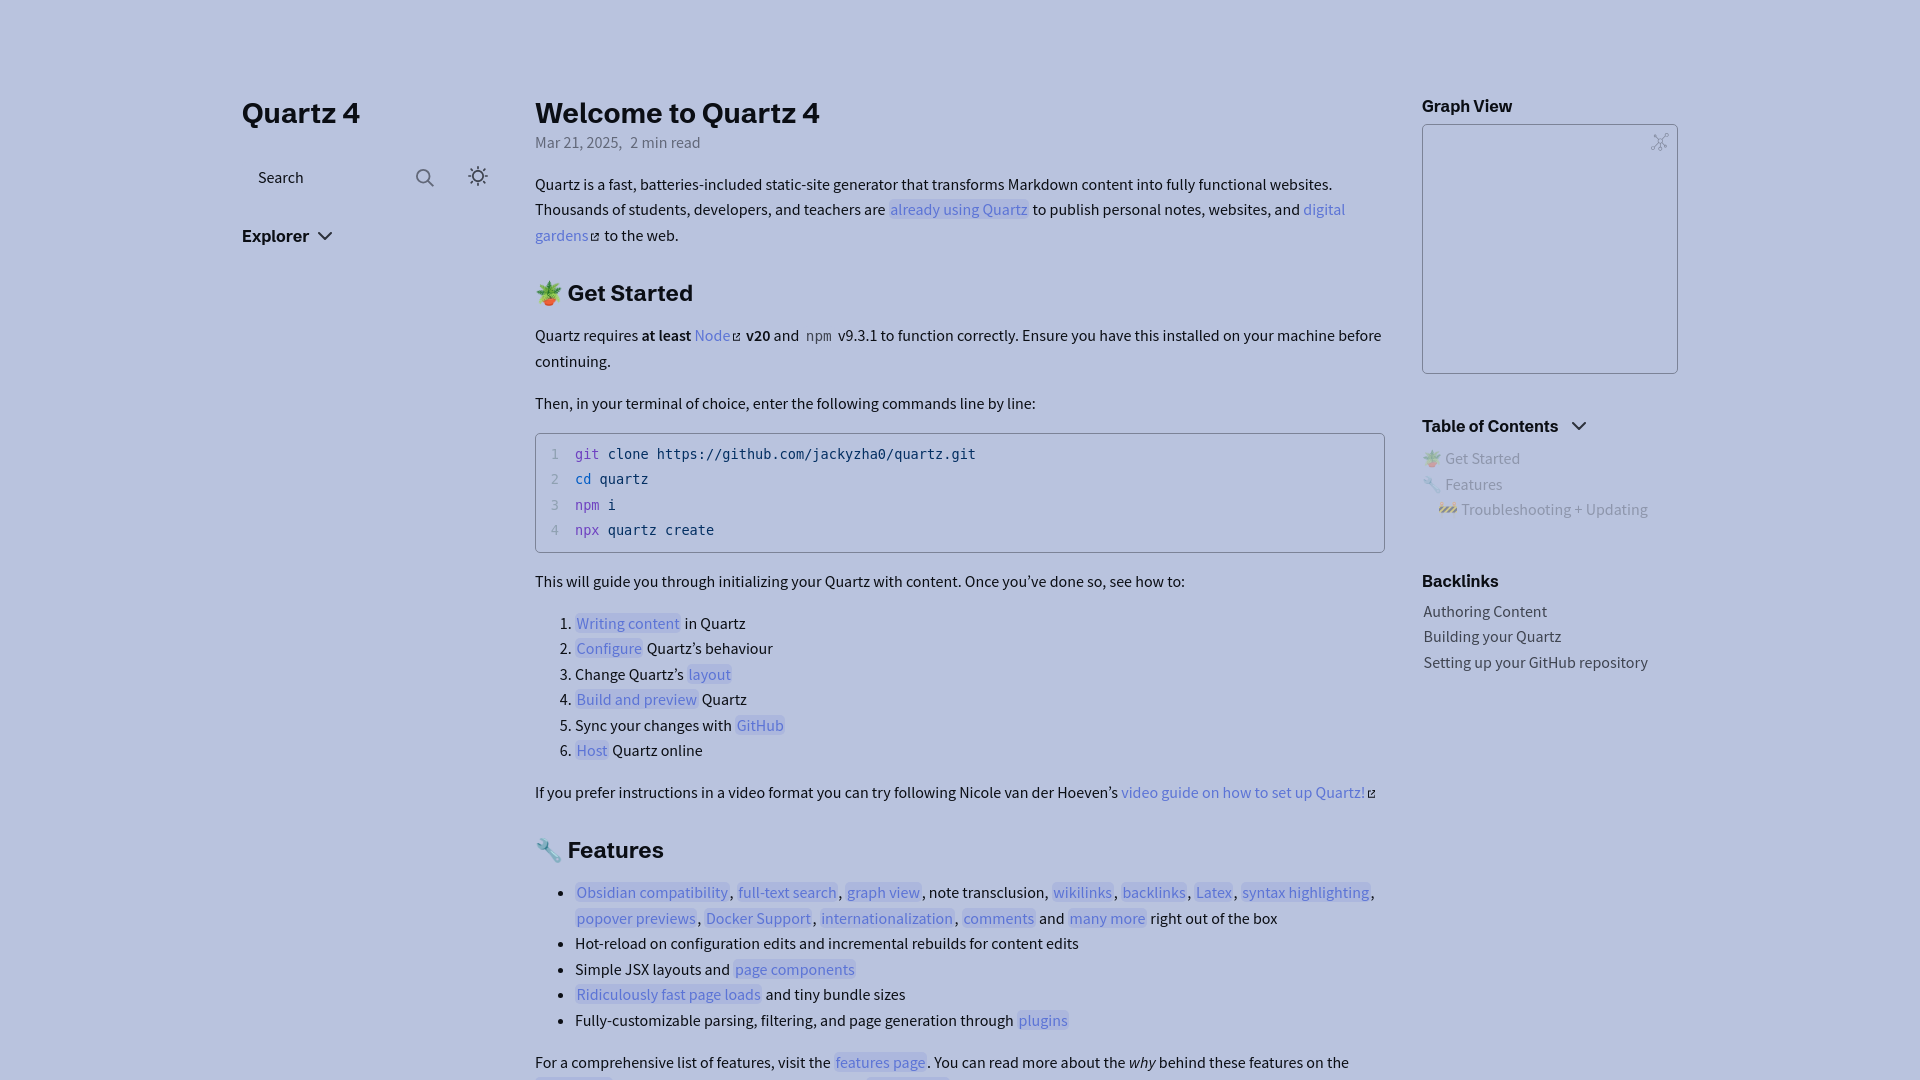 Quartz 4
Search
Explorer
Welcome to Quartz 4
Mar 21, 2025, 2 min read
Quartz is a fast, batteries-included static-site generator that transforms Markdown content into fully functional websites.
Thousands of students, developers, and teachers are already using Quartz to publish personal notes, websites, and digital
gardens to the web.
🪴 Get Started
Quartz requires at least Node v20 and npm v9.3.1 to function correctly. Ensure you have this installed on your machine before
continuing.
Then, in your terminal of choice, enter the following commands line by line:
1 git clone https://github.com/jackyzha0/quartz.git
2 cd quartz
3 npm i
4 npx quartz create
This will guide you through initializing your Quartz with content. Once you’ve done so, see how to:
1. Writing content in Quartz
2. Configure Quartz’s behaviour
3. Change Quartz’s layout
4. Build and preview Quartz
5. Sync your changes with GitHub
6. Host Quartz online
If you prefer instructions in a video format you can try following Nicole van der Hoeven’s video guide on how to set up Quartz!
🔧 Features
• Obsidian compatibility, full-text search, graph view, note transclusion, wikilinks, backlinks, Latex, syntax highlighting,
popover previews, Docker Support, internationalization, comments and many more right out of the box
• Hot-reload on configuration edits and incremental rebuilds for content edits
• Simple JSX layouts and page components
• Ridiculously fast page loads and tiny bundle sizes
• Fully-customizable parsing, filtering, and page generation through plugins
For a comprehensive list of features, visit the features page. You can read more about the why behind these features on the
Graph View
Table of Contents
🪴 Get Started
🔧 Features
🚧 Troubleshooting + Updating
Backlinks
Authoring Content
Building your Quartz
Setting up your GitHub repository